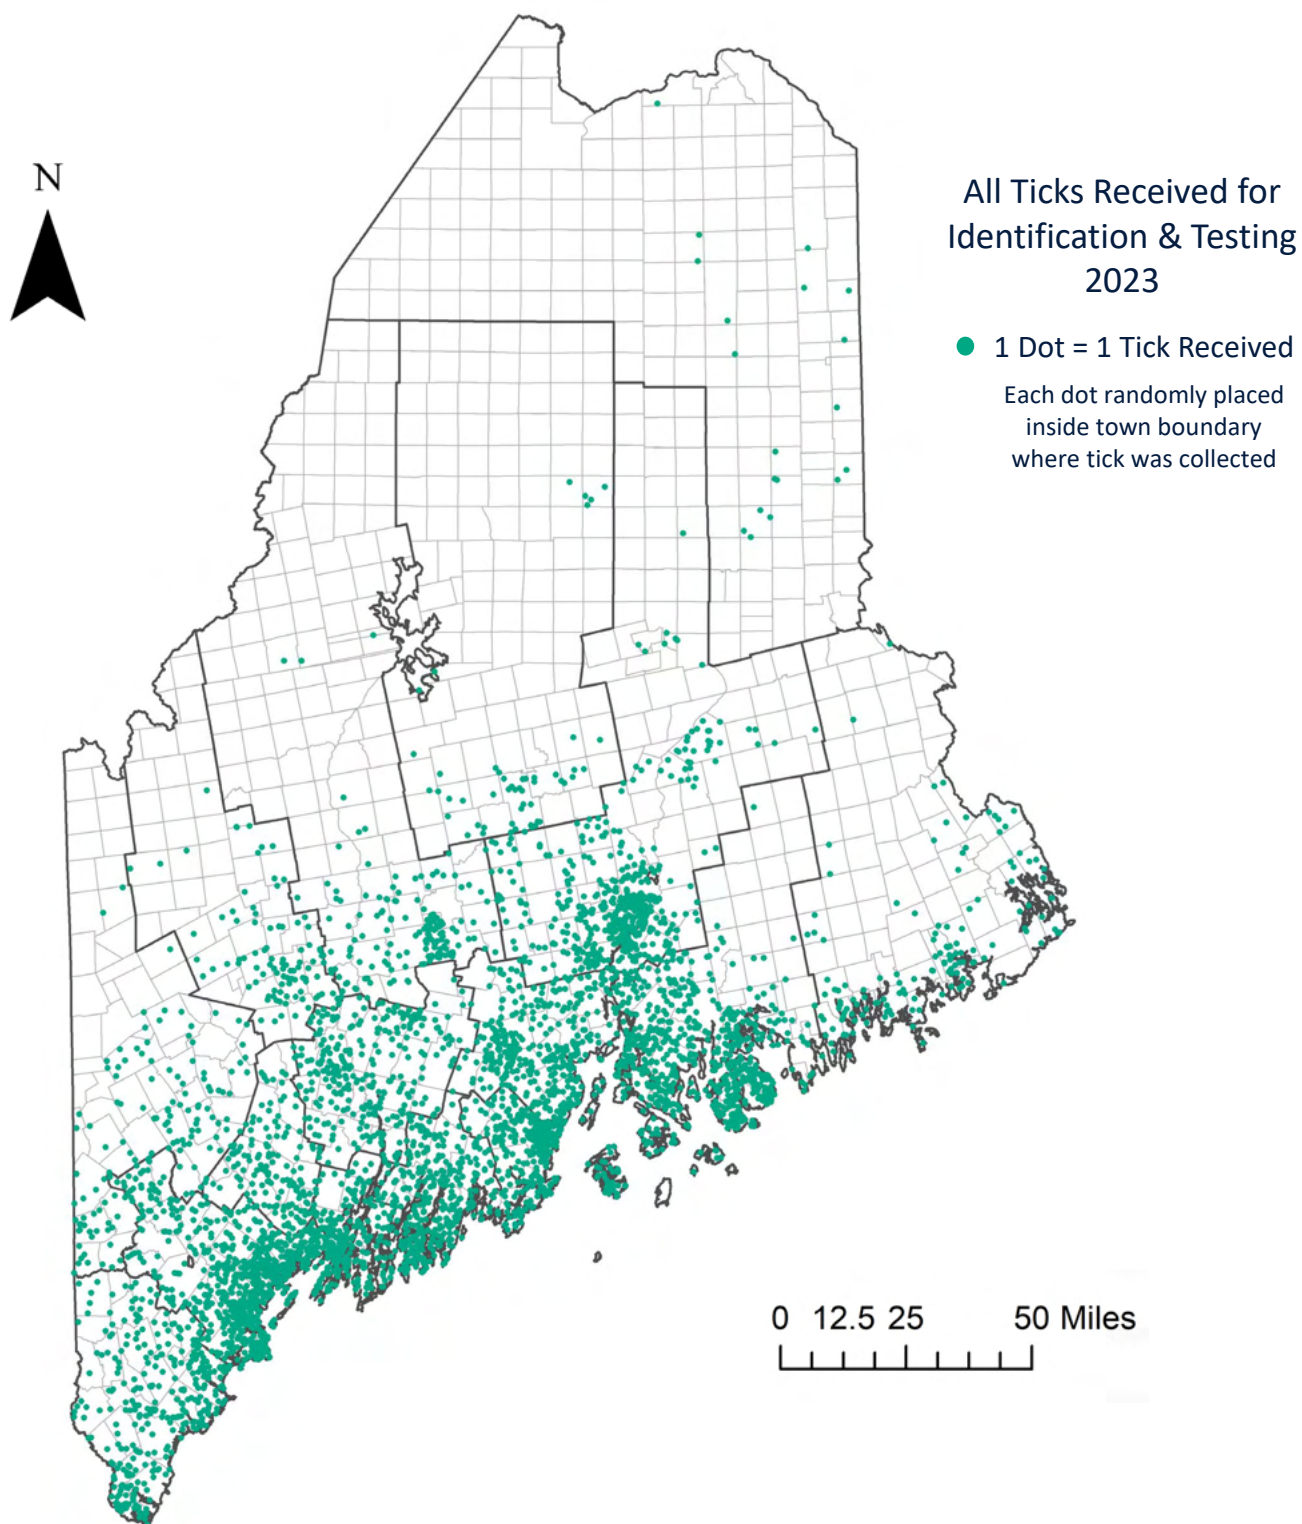 N
All Ticks Received for
Identification & Testing
2023
1 Dot = 1 Tick Received
Each dot randomly placed
inside town boundary
where tick was collected
0 12.5 25 50 Miles